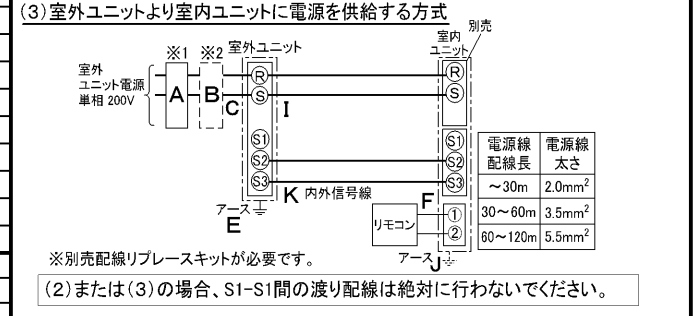 (3)室外ユニットより室内ユニットに電源を供給する方式
※1 ※2 室外ユニット
室内ユニット 別売
室外
ユニット電源
単相 200V
A B C I
R S S1 S2 S3
R S S1 S2 S3
K 内外信号線
アース
E
F
リモコン
① ②
アース J
電源線配線長 電源線太さ
～30m 2.0mm²
30～60m 3.5mm²
60～120m 5.5mm²
※別売配線リプレースキットが必要です。
(2)または(3)の場合、S1-S1間の渡り配線は絶対に行わないでください。